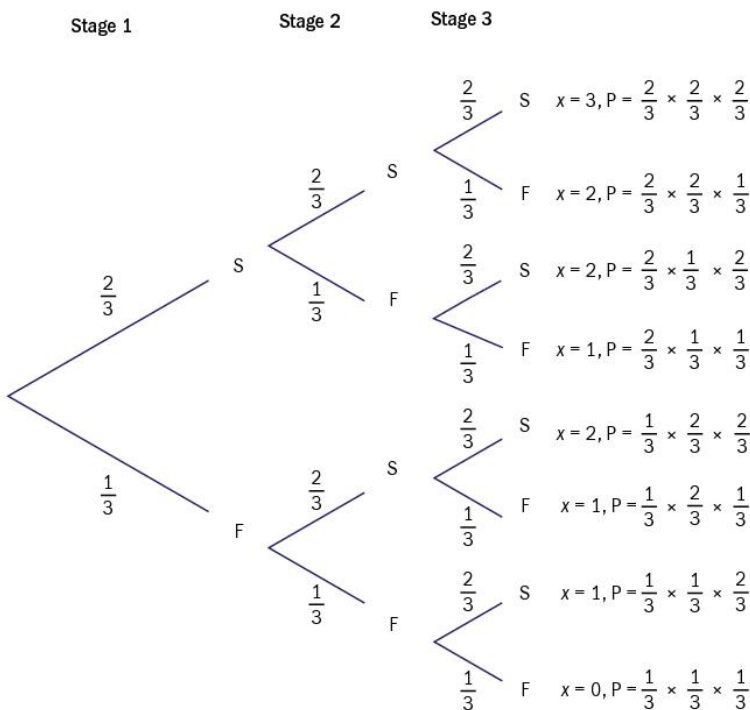 Stage 1 Stage 2 Stage 3
2/3 S x = 3, P = 2/3 × 2/3 × 2/3
S
2/3
1/3 F x = 2, P = 2/3 × 2/3 × 1/3
S
2/3
2/3 S x = 2, P = 2/3 × 1/3 × 2/3
1/3 F
1/3 F x = 1, P = 2/3 × 1/3 × 1/3
2/3 S x = 2, P = 1/3 × 2/3 × 2/3
S
2/3
1/3
1/3 F x = 1, P = 1/3 × 2/3 × 1/3
F
2/3 S x = 1, P = 1/3 × 1/3 × 2/3
1/3
F
1/3 F x = 0, P = 1/3 × 1/3 × 1/3